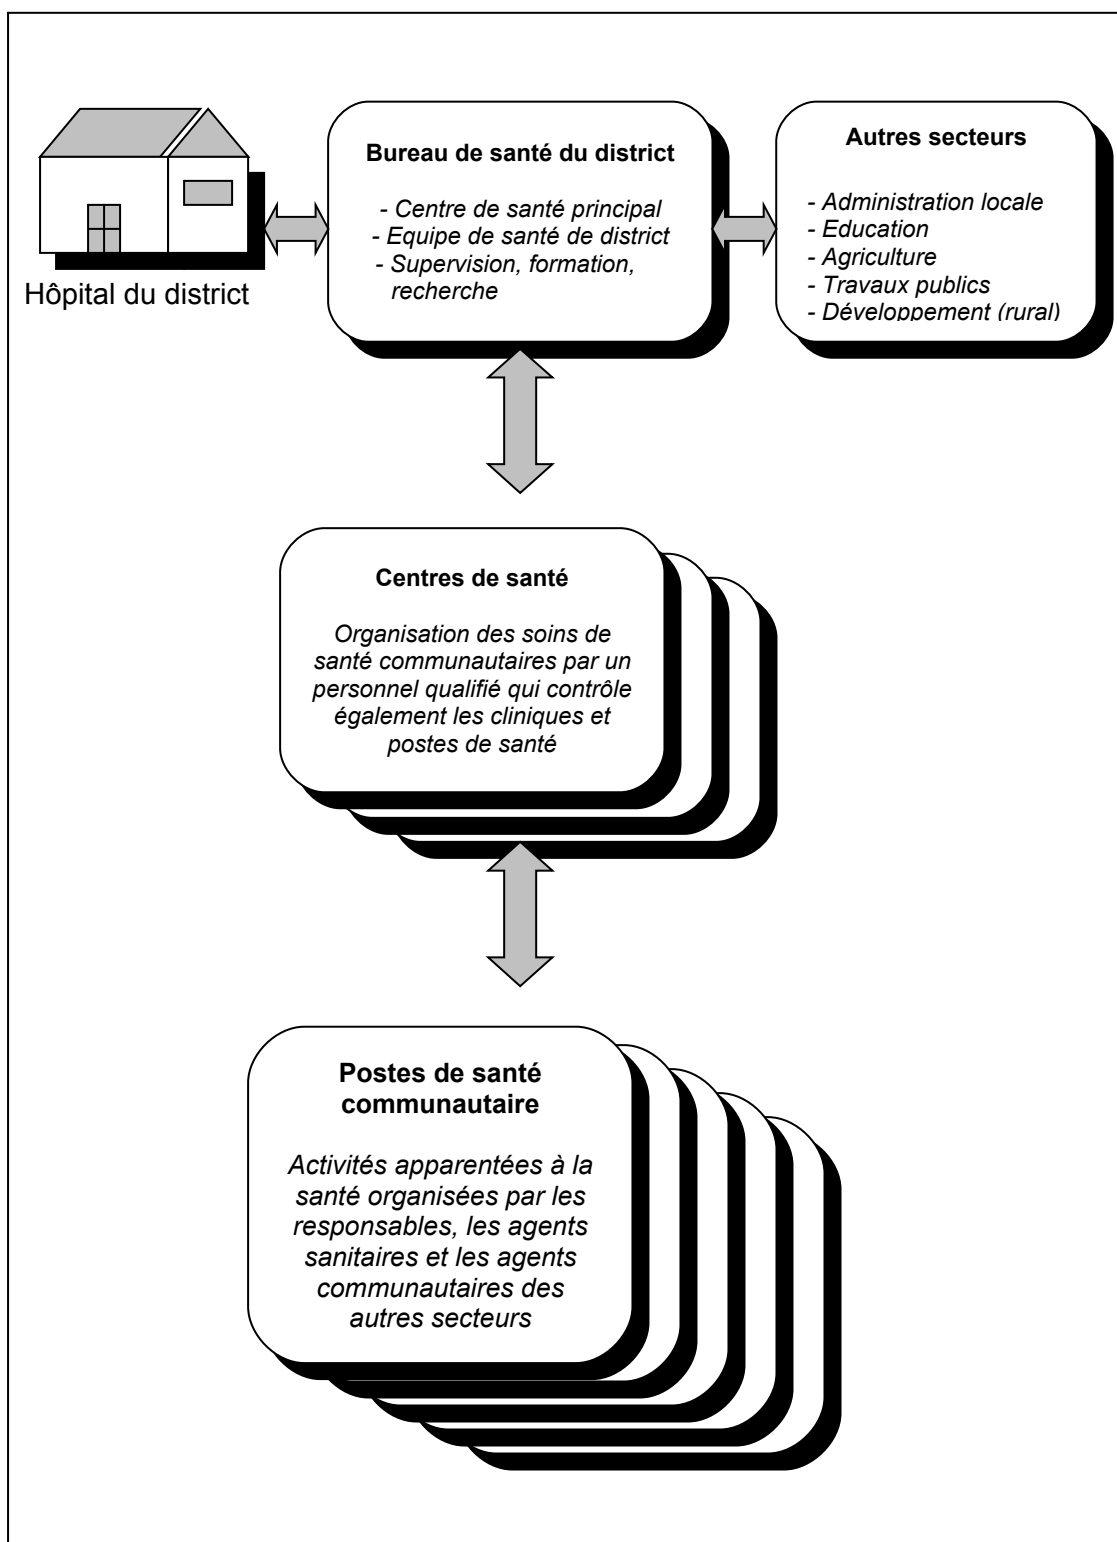 Hôpital du district
Bureau de santé du district
- Centre de santé principal
- Equipe de santé de district
- Supervision, formation,
recherche
Autres secteurs
- Administration locale
- Education
- Agriculture
- Travaux publics
- Développement (rural)
Centres de santé
Organisation des soins de
santé communautaires par un
personnel qualifié qui contrôle
également les cliniques et
postes de santé
Postes de santé
communautaire
Activités apparentées à la
santé organisées par les
responsables, les agents
sanitaires et les agents
communautaires des
autres secteurs